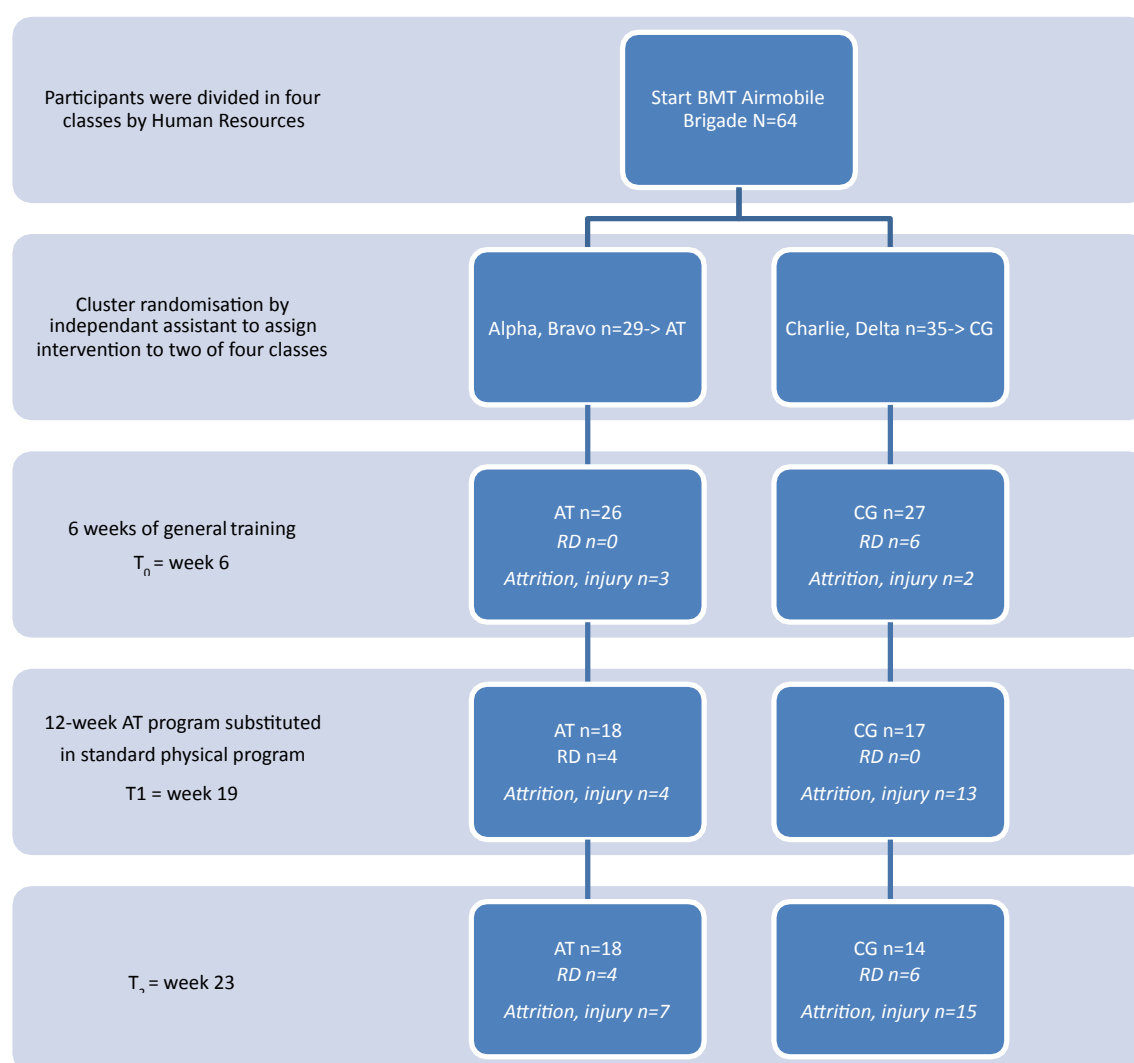 Participants were divided in four
classes by Human Resources
Start BMT Airmobile
Brigade N=64
Cluster randomisation by
independant assistant to assign
intervention to two of four classes
Alpha, Bravo n=29-> AT
Charlie, Delta n=35-> CG
6 weeks of general training
T0 = week 6
AT n=26
RD n=0
Attrition, injury n=3
CG n=27
RD n=6
Attrition, injury n=2
12-week AT program substituted
in standard physical program
T1 = week 19
AT n=18
RD n=4
Attrition, injury n=4
CG n=17
RD n=0
Attrition, injury n=13
T = week 23
AT n=18
RD n=4
Attrition, injury n=7
CG n=14
RD n=6
Attrition, injury n=15